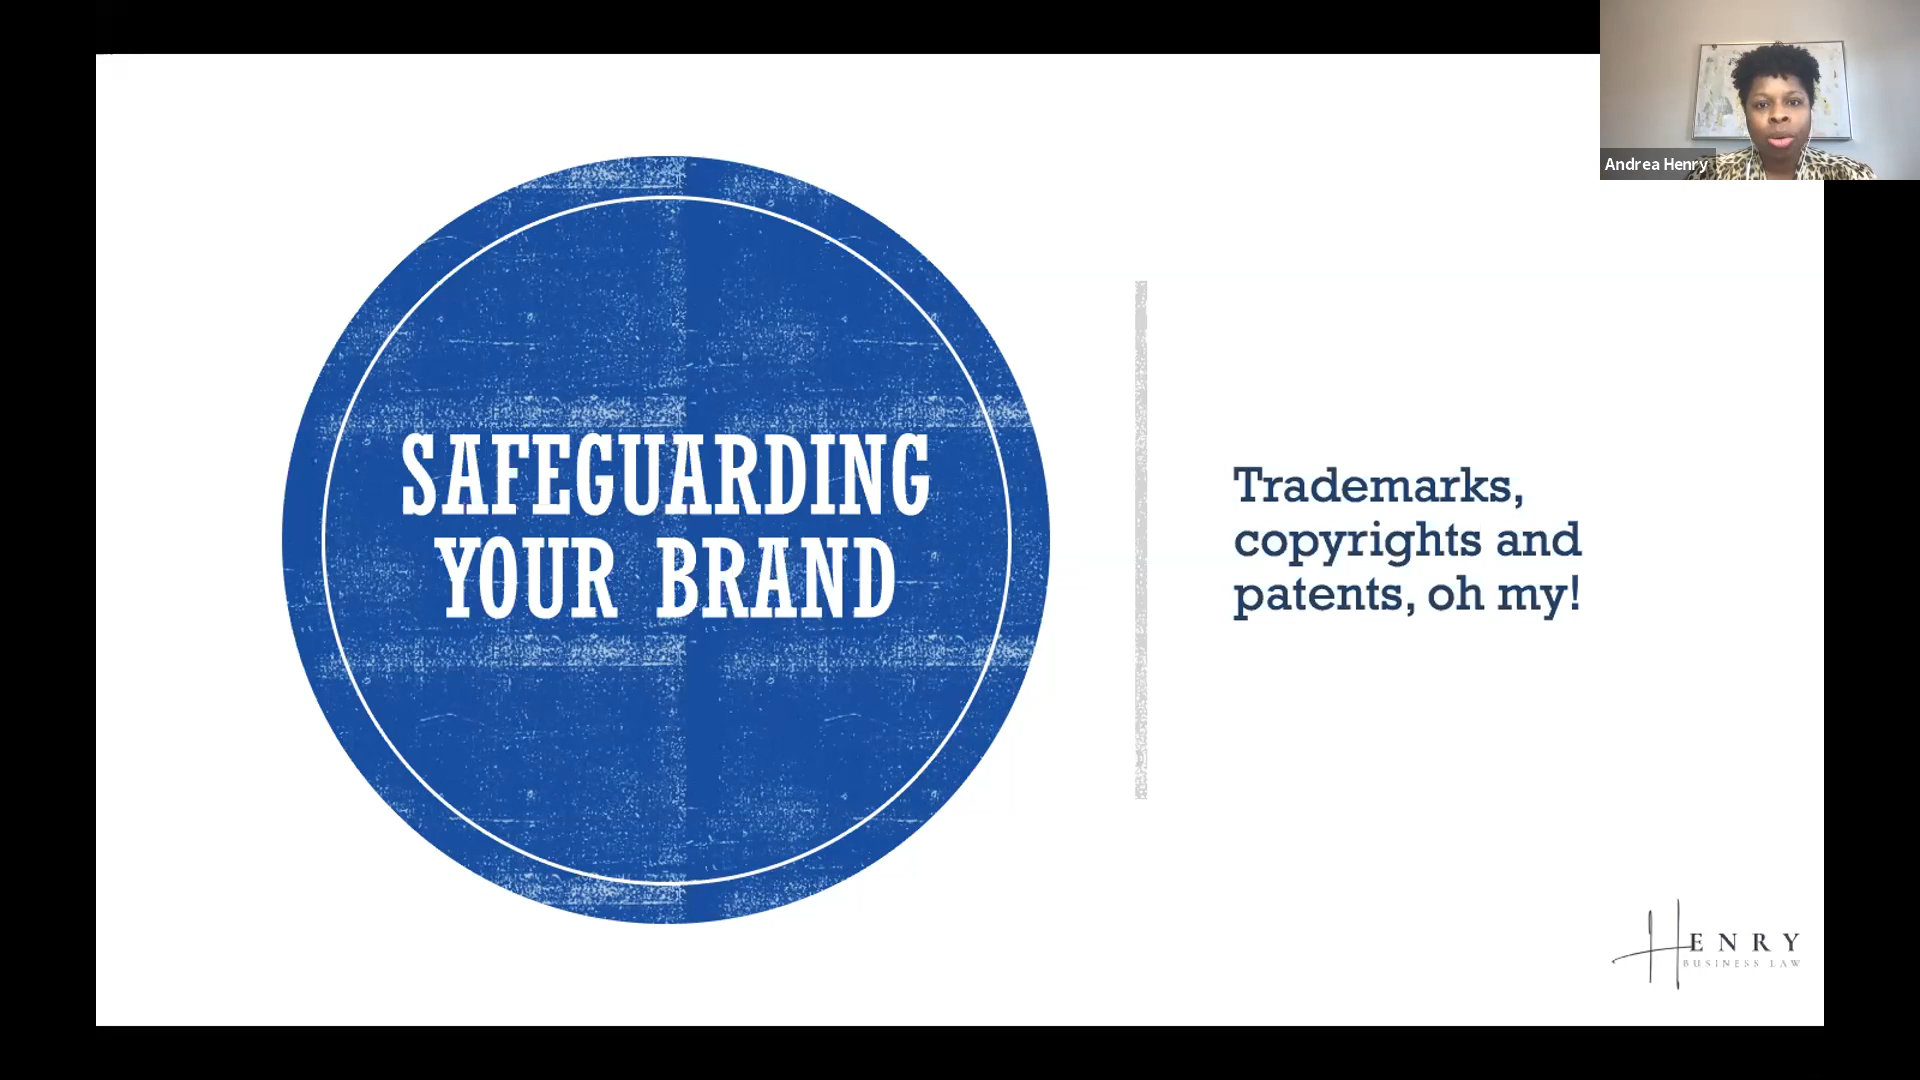 Andrea Henry
SAFEGUARDING
YOUR BRAND
Trademarks,
copyrights and
patents, oh my!
HENRY
BUSINESS LAW